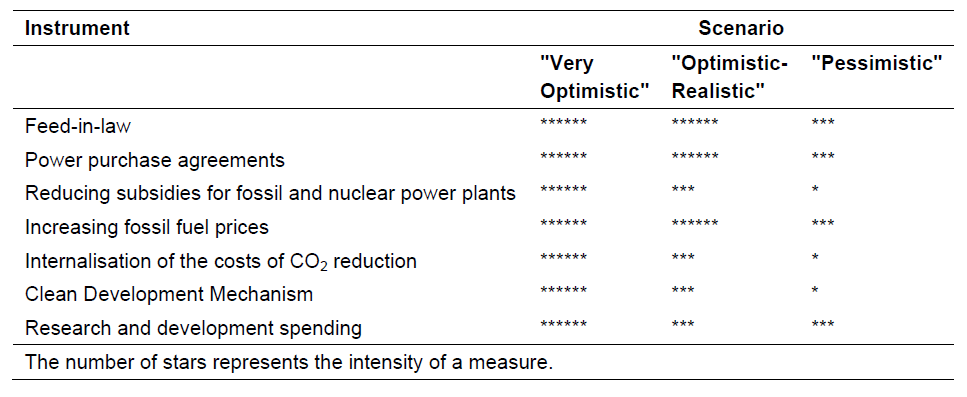 Instrument Scenario
"Very Optimistic" "Optimistic-Realistic" "Pessimistic"
Feed-in-law ****** ****** ***
Power purchase agreements ****** ****** ***
Reducing subsidies for fossil and nuclear power plants ****** *** *
Increasing fossil fuel prices ****** ****** ***
Internalisation of the costs of CO₂ reduction ****** *** *
Clean Development Mechanism ****** *** *
Research and development spending ****** *** ***
The number of stars represents the intensity of a measure.